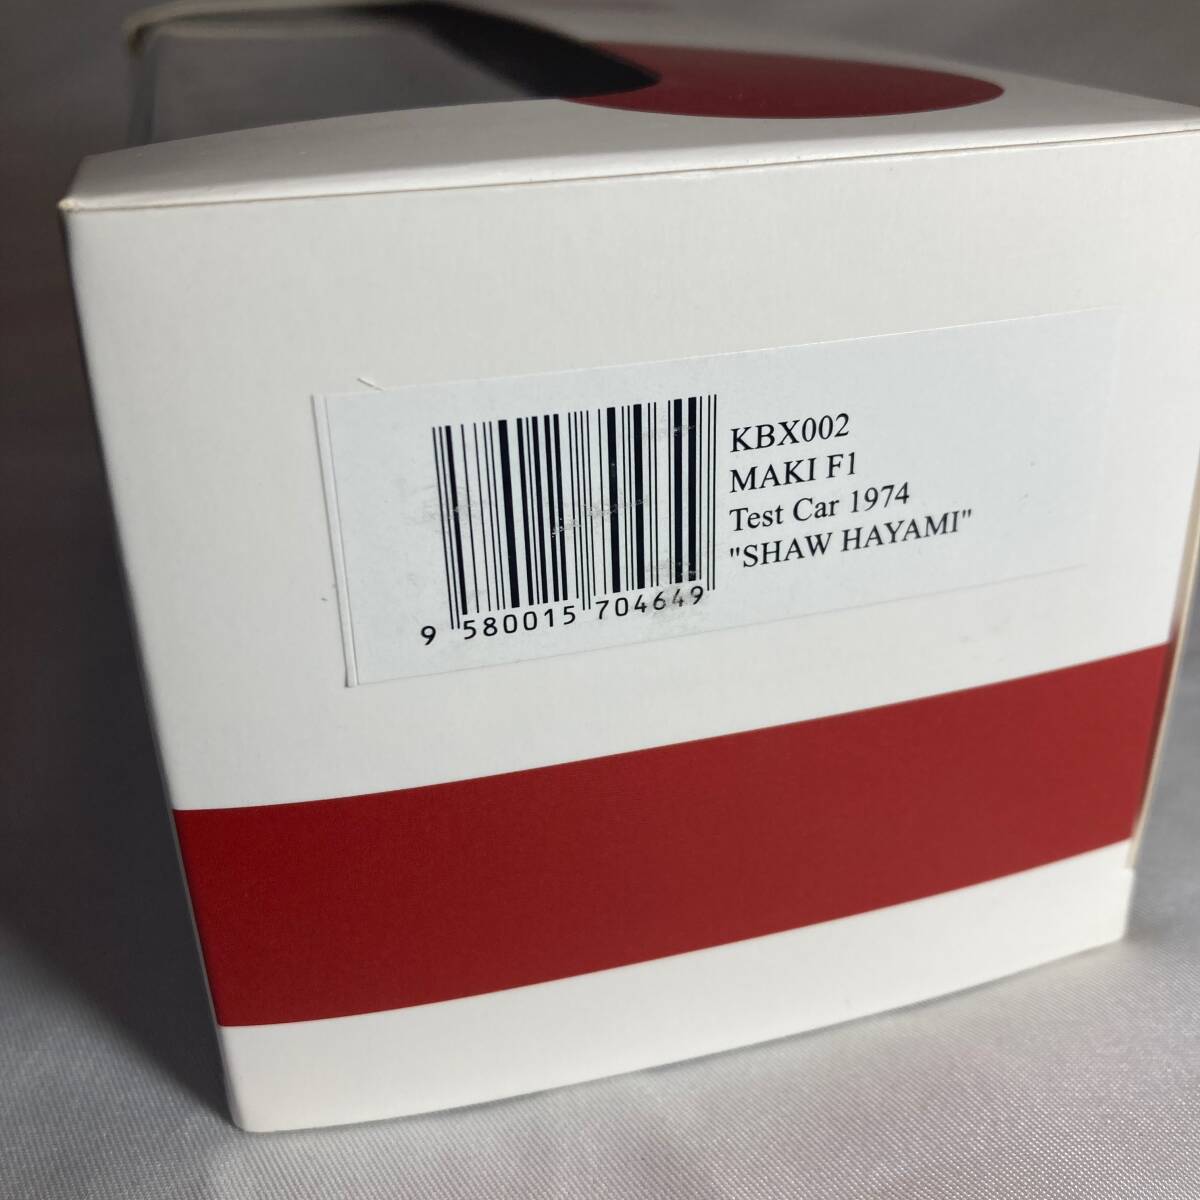 KBX002
MAKI F1
Test Car 1974
"SHAW HAYAMI"
9 580015 704649